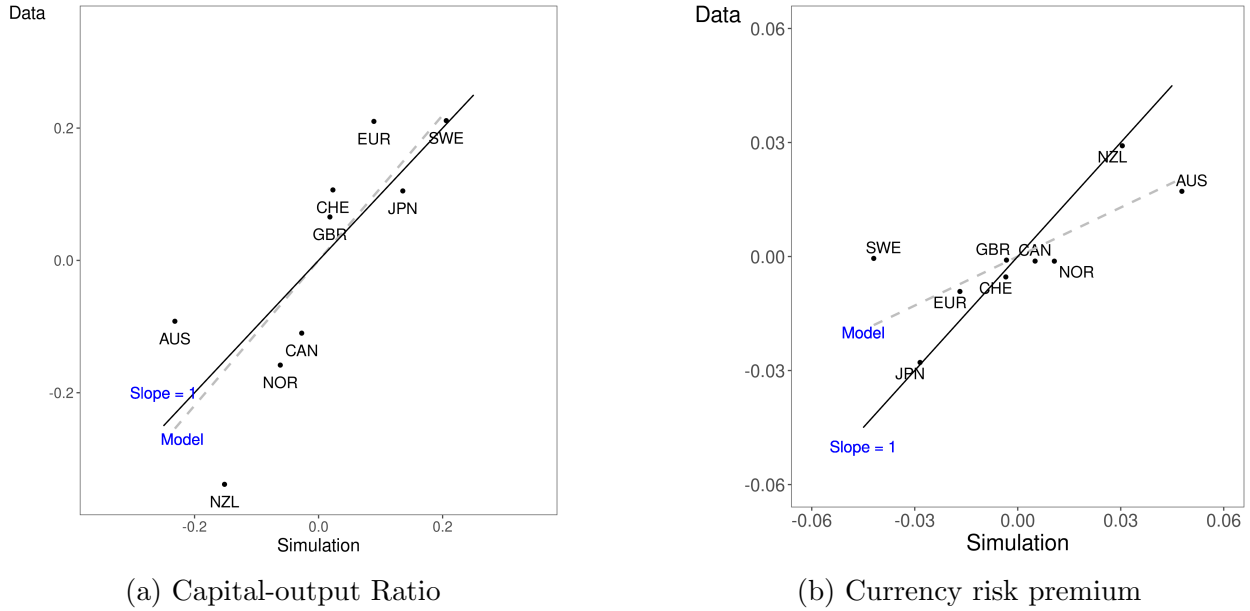 Data
0.2
0.0
-0.2
EUR
SWE
CHE
JPN
GBR
AUS
CAN
NOR
Slope = 1
Model
NZL
-0.2
0.0
0.2
Simulation
(a) Capital-output Ratio
Data
0.06
0.03
0.00
-0.03
-0.06
NZL
AUS
SWE
GBR
CAN
NOR
CHE
EUR
Model
JPN
Slope = 1
-0.06
-0.03
0.00
0.03
0.06
Simulation
(b) Currency risk premium